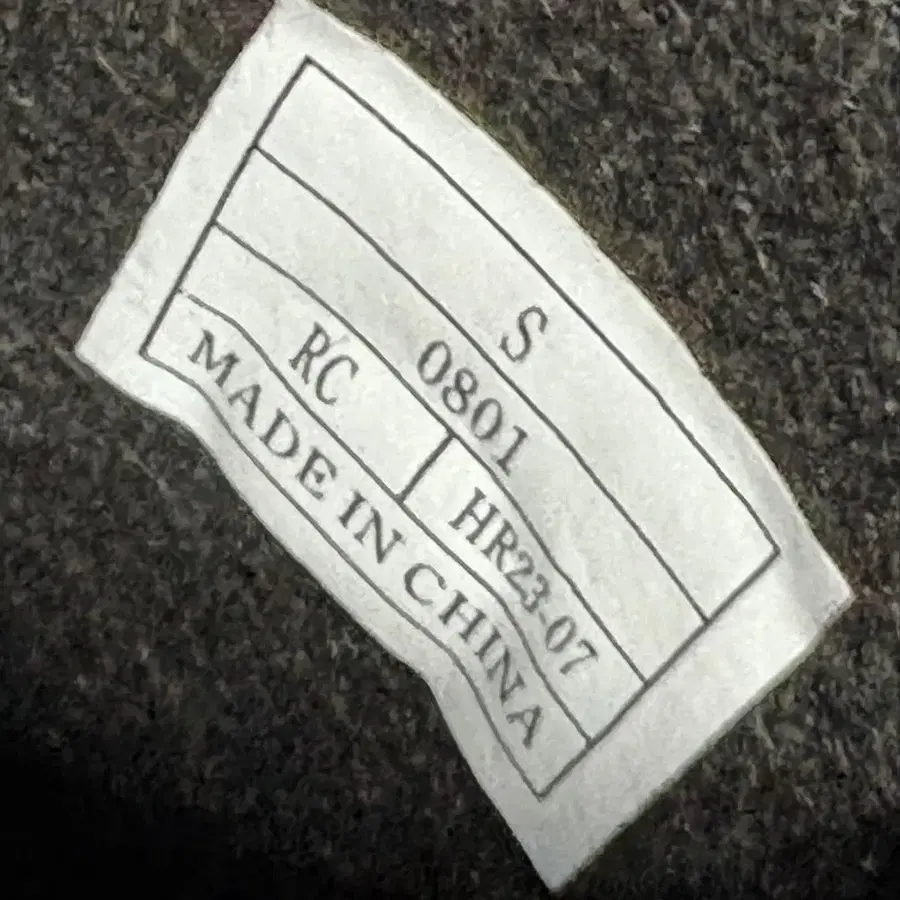 S
0801
RC HR23-07
MADE IN CHINA